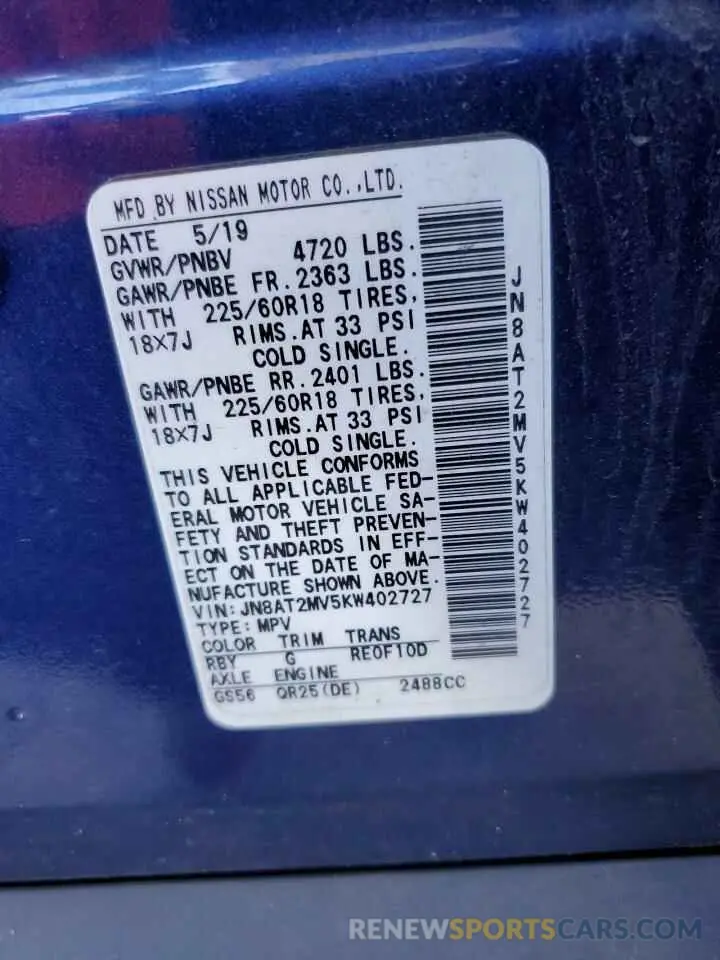 MFD.BY NISSAN MOTOR CO.,LTD.
DATE 5/19
GVWR/PNBV 4720 LBS.
GAWR/PNBE FR.2363 LBS.
WITH 225/60R18 TIRES,
18X7J RIMS.AT 33 PSI
COLD SINGLE.
GAWR/PNBE RR.2401 LBS.
WITH 225/60R18 TIRES,
18X7J RIMS.AT 33 PSI
COLD SINGLE.
THIS VEHICLE CONFORMS
TO ALL APPLICABLE FED-
ERAL MOTOR VEHICLE SA-
FETY AND THEFT PREVEN-
TION STANDARDS IN EFF-
ECT ON THE DATE OF MA-
NUFACTURE SHOWN ABOVE.
VIN:JN8AT2MV5KW402727
TYPE:MPV
COLOR TRIM TRANS
RBY G RE0F10D
AXLE ENGINE
GS56 QR25(DE) 2488CC
JN8AT2MV5KW402727
RENEWSPORTSCARS.COM